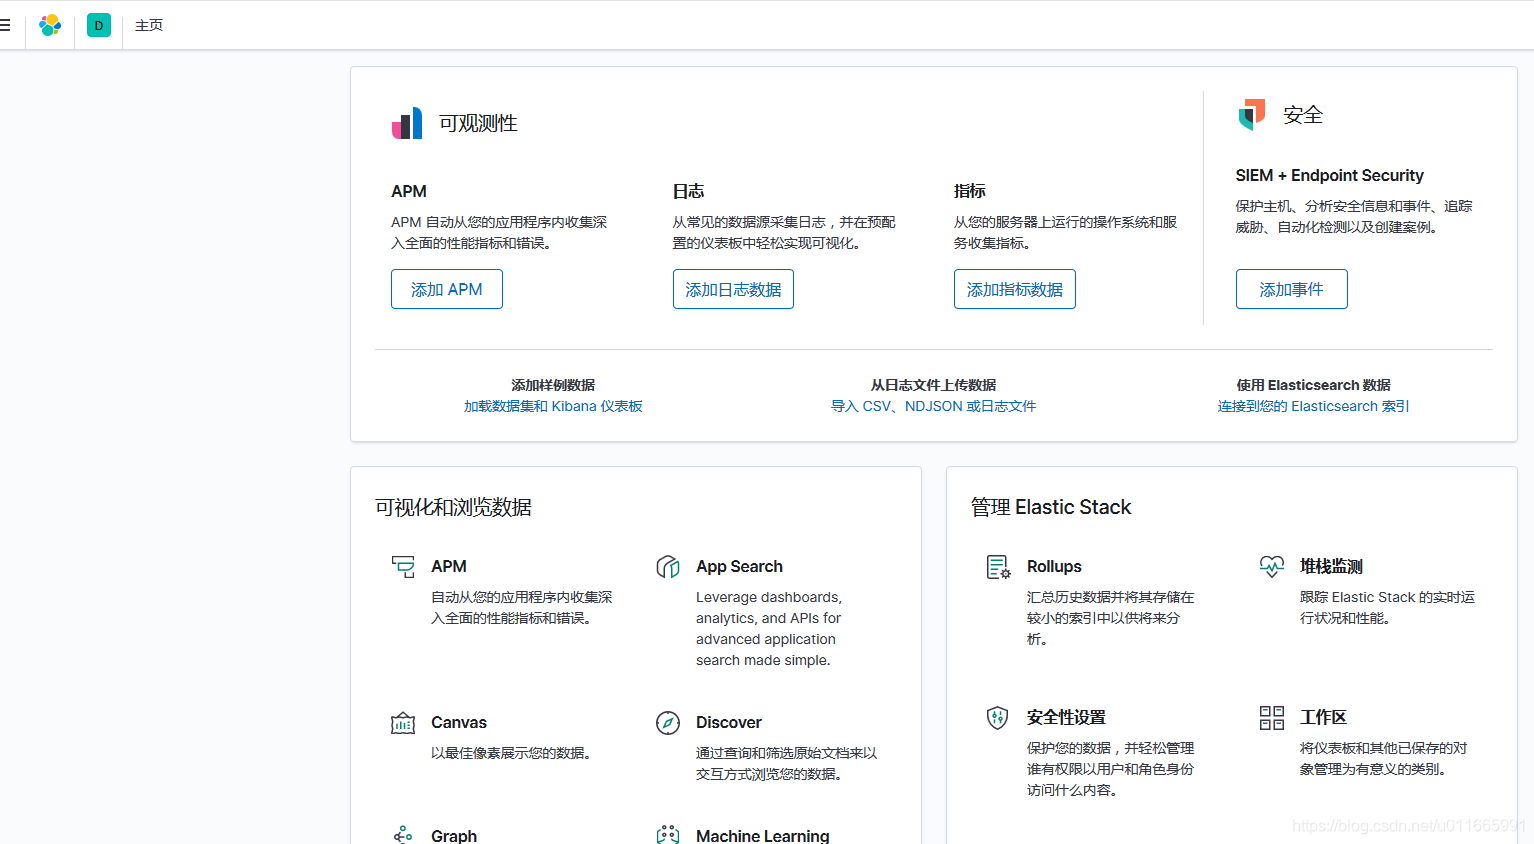 D 主页
可观测性
安全
APM
APM 自动从您的应用程序内收集深
入全面的性能指标和错误。
添加 APM
日志
从常见的数据源采集日志，并在预配
置的仪表板中轻松实现可视化。
添加日志数据
指标
从您的服务器上运行的操作系统和服
务收集指标。
添加指标数据
SIEM + Endpoint Security
保护主机、分析安全信息和事件、追踪
威胁、自动化检测以及创建案例。
添加事件
添加样例数据
加载数据集和 Kibana 仪表板
从日志文件上传数据
导入 CSV、NDJSON 或日志文件
使用 Elasticsearch 数据
连接到您的 Elasticsearch 索引
可视化和浏览数据
APM
自动从您的应用程序内收集深
入全面的性能指标和错误。
App Search
Leverage dashboards,
analytics, and APIs for
advanced application
search made simple.
Canvas
以最佳像素展示您的数据。
Discover
通过查询和筛选原始文档来以
交互方式浏览您的数据。
Graph
Machine Learning
管理 Elastic Stack
Rollups
汇总历史数据并将其存储在
较小的索引中以供将来分
析。
堆栈监测
跟踪 Elastic Stack 的实时运
行状况和性能。
安全性设置
保护您的数据，并轻松管理
谁有权限以用户和角色身份
访问什么内容。
工作区
将仪表板和其他已保存的对
象管理为有意义的类别。
https://blog.csdn.net/u011665991